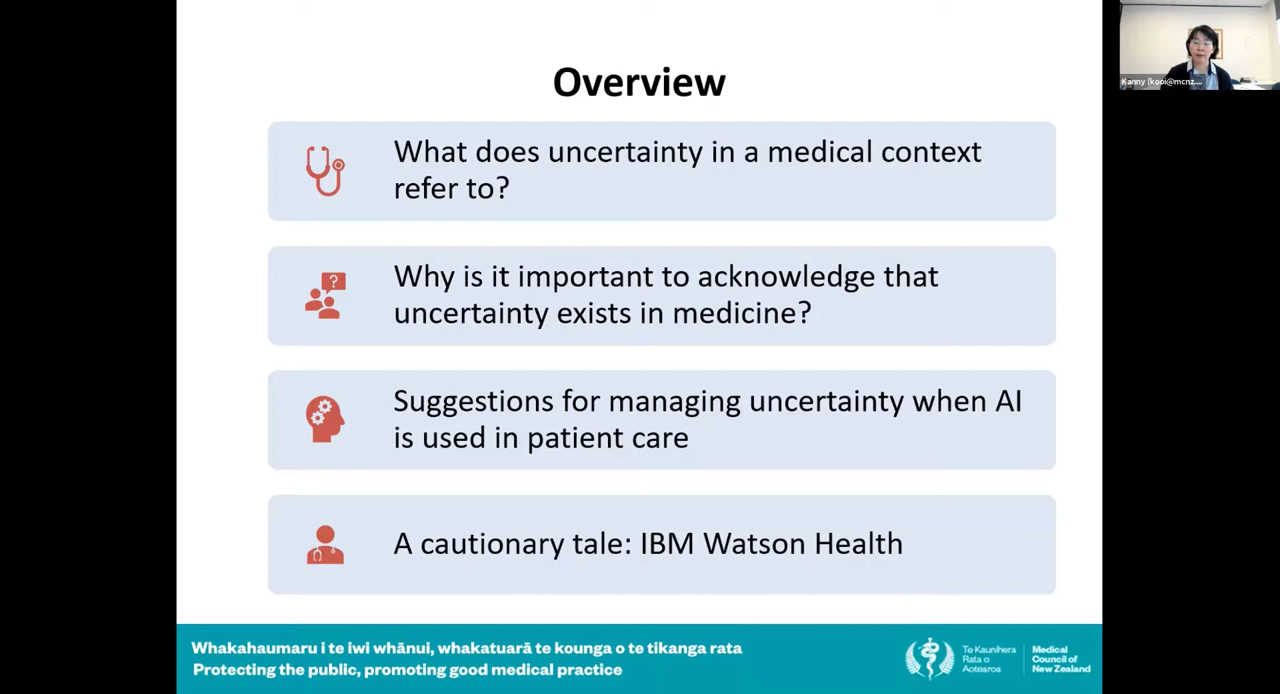 Overview
What does uncertainty in a medical context
refer to?
?
Why is it important to acknowledge that
uncertainty exists in medicine?
Suggestions for managing uncertainty when AI
is used in patient care
A cautionary tale: IBM Watson Health
Whakahaumaru i te iwi whānui, whakatuarā te kounga o te tikanga rata
Protecting the public, promoting good medical practice
Te Kaunihera
Rata o
Aotearoa
Medical
Council of
New Zealand
Kanny (kooi@mcnz...